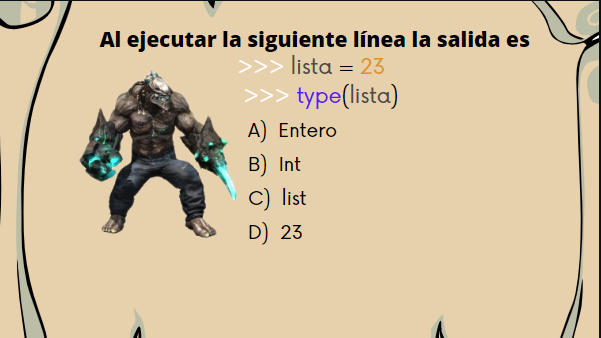 Al ejecutar la siguiente línea la salida es
>>> lista = 23
>>> type(lista)
A) Entero
B) Int
C) list
D) 23